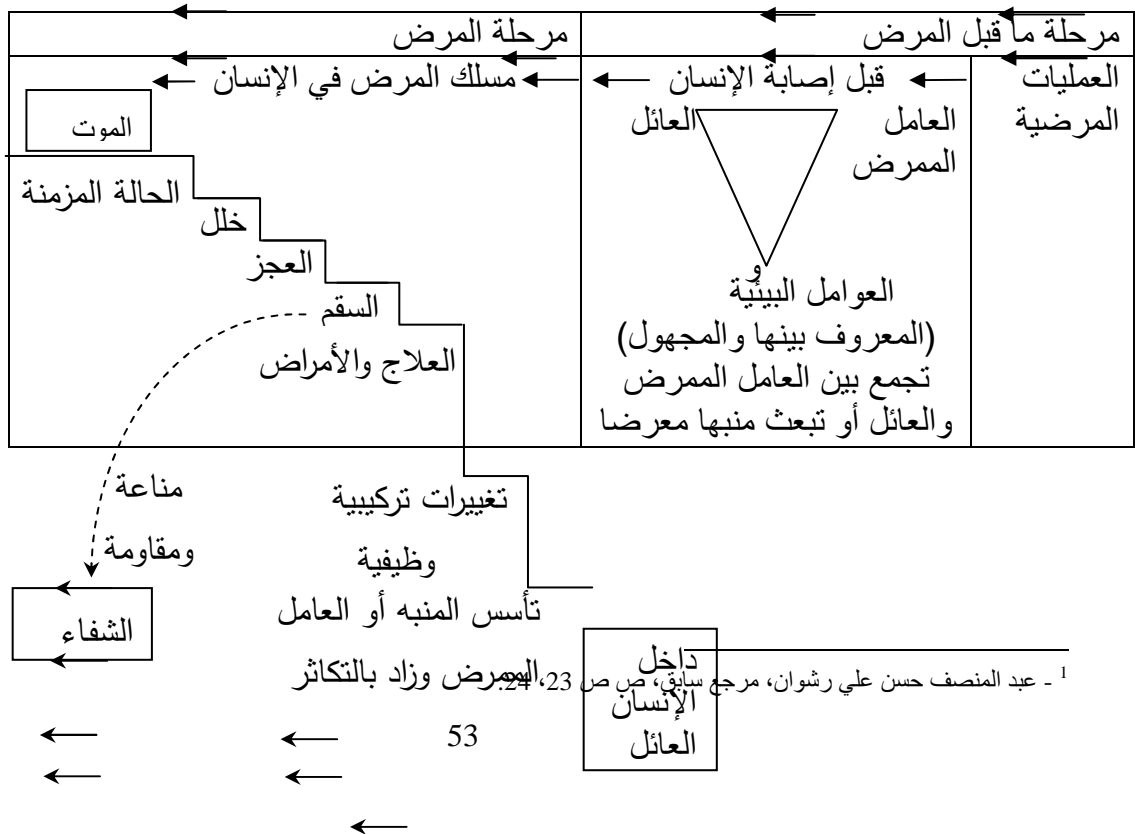 مرحلة ما قبل المرض
مرحلة المرض
العمليات
المرضية
قبل إصابة الإنسان
العامل
الممرض
العائل
و
العوامل البيئية
(المعروف بينها والمجهول)
تجمع بين العامل الممرض
والعائل أو تبعث منبها معرضا
مسلك المرض في الإنسان
الموت
الحالة المزمنة
خلل
العجز
السقم
العلاج والأمراض
تغييرات تركيبية
وظيفية
تأسس المنبه أو العامل
الممرض وزاد بالتكاثر
مناعة
ومقاومة
الشفاء
داخل
الإنسان
العائل
1 - عبد المنصف حسن علي رشوان، مرجع سابق، ص ص 23، 24.
53